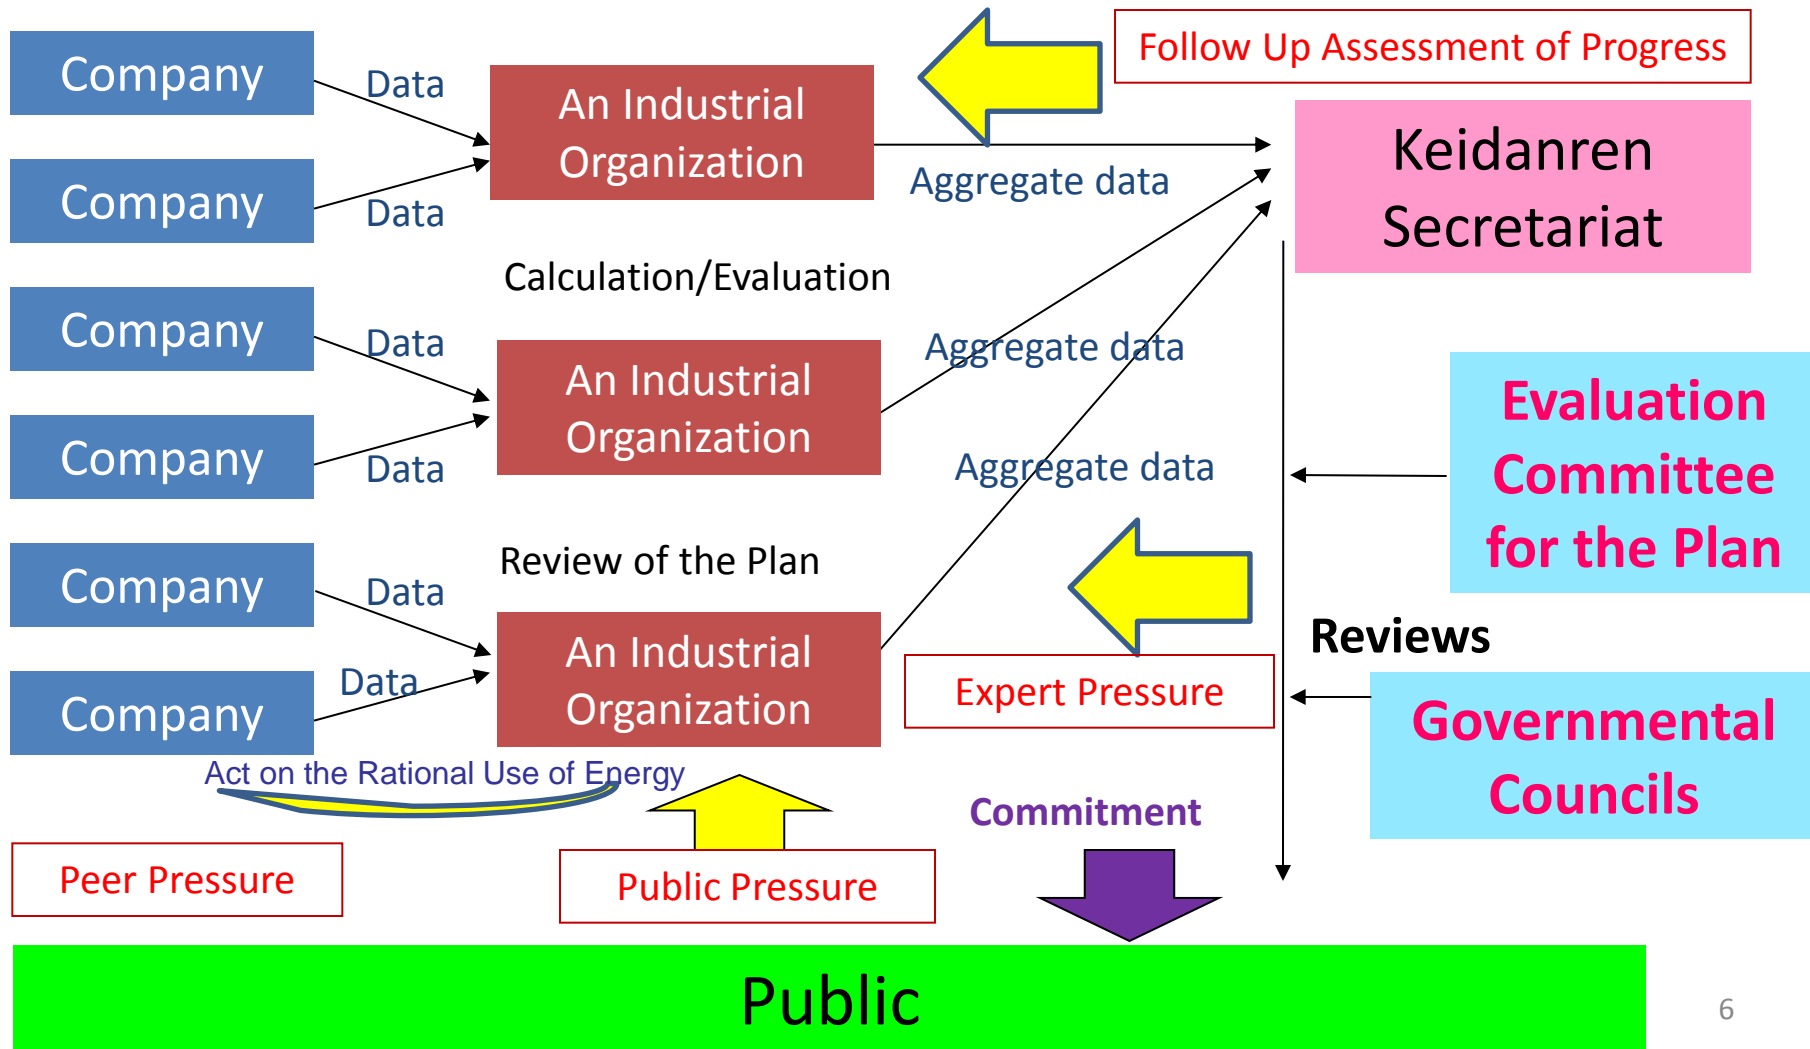 Follow Up Assessment of Progress
Company
Data
An Industrial
Organization
Keidanren
Secretariat
Aggregate data
Company
Data
Calculation/Evaluation
Company
Data
An Industrial
Organization
Aggregate data
Evaluation
Committee
for the Plan
Company
Data
Aggregate data
Review of the Plan
Company
Data
An Industrial
Organization
Reviews
Company
Data
Expert Pressure
Governmental
Councils
Act on the Rational Use of Energy
Commitment
Peer Pressure
Public Pressure
Public
6